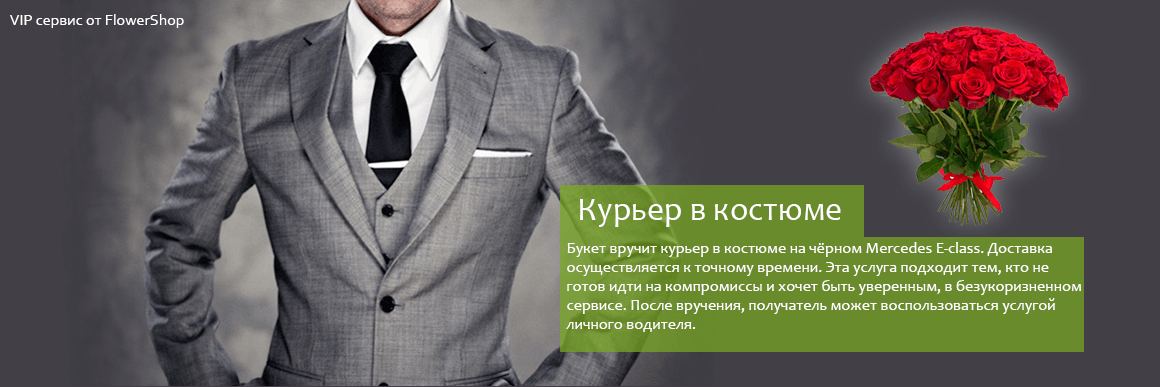 VIP сервис от FlowerShop
Курьер в костюме
Букет вручит курьер в костюме на чёрном Mercedes E-class. Доставка
осуществляется к точному времени. Эта услуга подходит тем, кто не
готов идти на компромиссы и хочет быть уверенным, в безукоризненном
сервисе. После вручения, получатель может воспользоваться услугой
личного водителя.